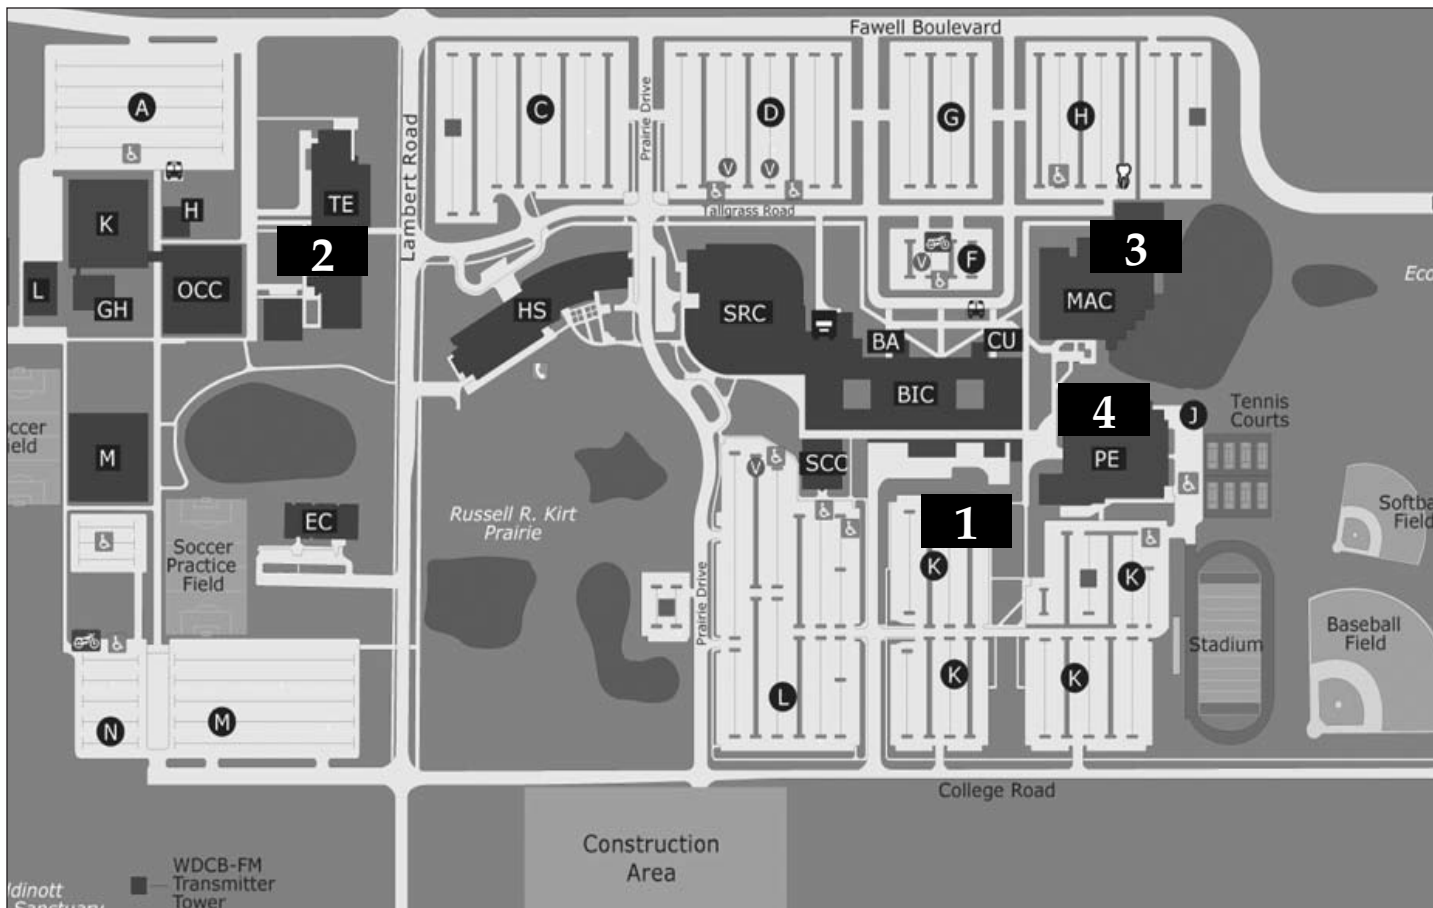 Fawell Boulevard
A
C
D
G
H
Prairie Drive
Lambert Road
V
V
K
H
TE
Tallgrass Road
2
3
F
V
L
GH
OCC
HS
SRC
MAC
BA
CU
BIC
4
J
Tennis
Courts
M
SCC
V
PE
EC
1
Russell R. Kirt
Prairie
Soccer
Practice
Field
K
K
Field
Prairie Drive
Stadium
Baseball
Field
K
K
L
N
M
College Road
Construction
Area
WDCB-FM
Transmitter
Tower